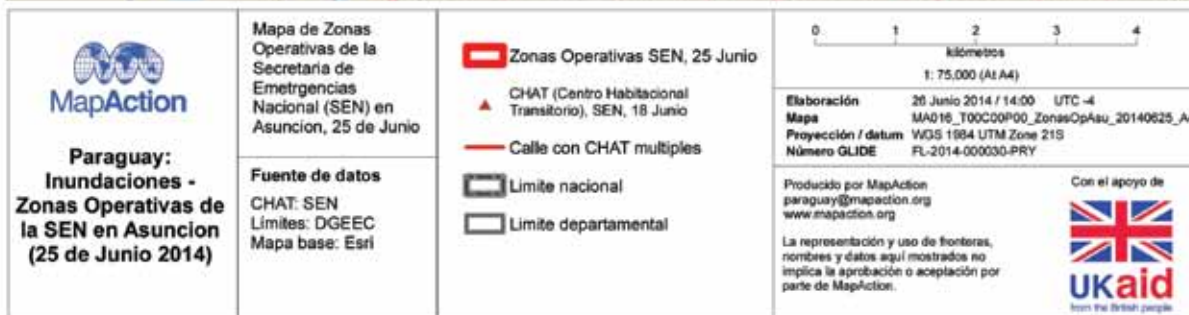 MapAction
Paraguay:
Inundaciones -
Zonas Operativas de
la SEN en Asuncion
(25 de Junio 2014)
Mapa de Zonas
Operativas de la
Secretaria de
Emetrgencias
Nacional (SEN) en
Asuncion, 25 de Junio
Fuente de datos
CHAT: SEN
Límites: DGEEC
Mapa base: Esri
Zonas Operativas SEN, 25 Junio
CHAT (Centro Habitacional
Transitorio), SEN, 18 Junio
Calle con CHAT multiples
Limite nacional
Limite departamental
0 1 2 3 4
kilómetros
1: 75,000 (At A4)
Elaboración 26 Junio 2014 / 14:00 UTC -4
Mapa MA016_T00C00P00_ZonasOpAsu_20140625_A
Proyección / datum WGS 1984 UTM Zone 21S
Número GLIDE FL-2014-000030-PRY
Producido por MapAction
paraguay@mapaction.org
www.mapaction.org
La representación y uso de fronteras,
nombres y datos aquí mostrados no
implica la aprobación o aceptación por
parte de MapAction.
Con el apoyo de
UKaid
from the British people